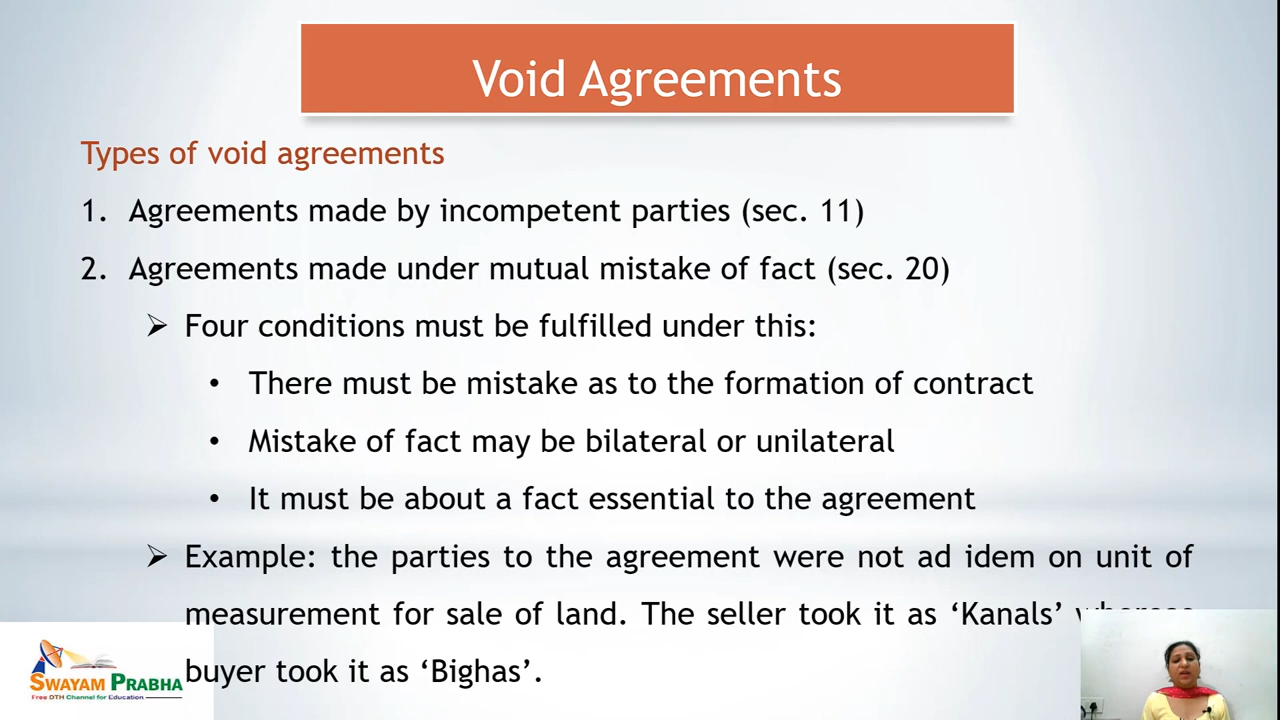 Void Agreements
Types of void agreements
1. Agreements made by incompetent parties (sec. 11)
2. Agreements made under mutual mistake of fact (sec. 20)
➢ Four conditions must be fulfilled under this:
• There must be mistake as to the formation of contract
• Mistake of fact may be bilateral or unilateral
• It must be about a fact essential to the agreement
➢ Example: the parties to the agreement were not ad idem on unit of
measurement for sale of land. The seller took it as ‘Kanals’ whereas
buyer took it as ‘Bighas’.
SWAYAM PRABHA
Free DTH Channel for Education